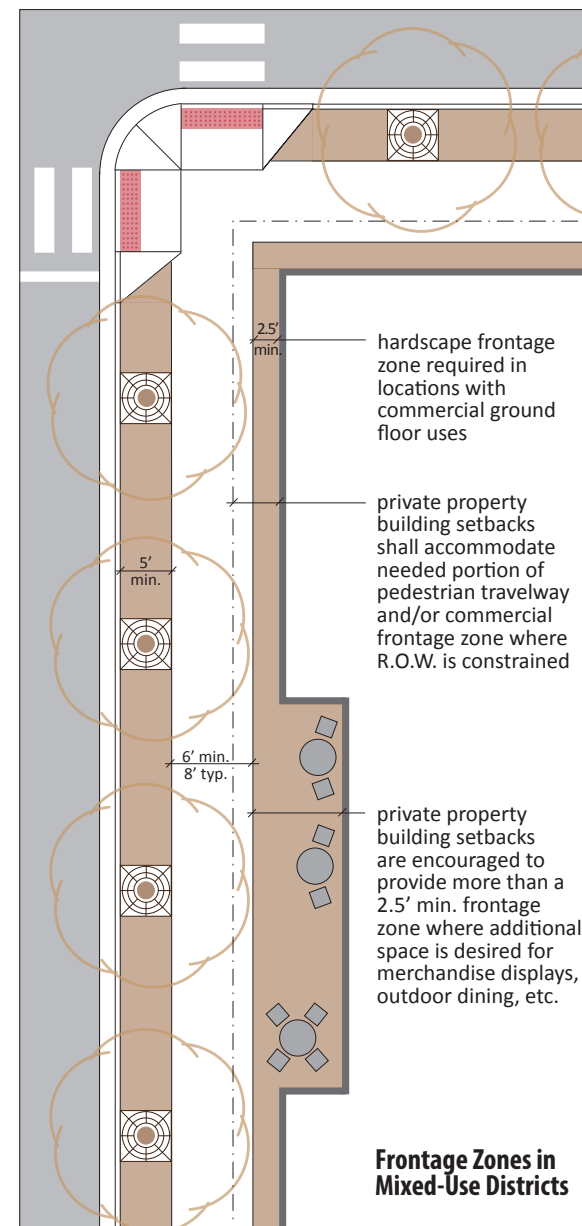 2.5’
min.
hardscape frontage
zone required in
locations with
commercial ground
floor uses
private property
building setbacks
shall accommodate
needed portion of
pedestrian travelway
and/or commercial
frontage zone where
R.O.W. is constrained
5’
min.
6’ min.
8’ typ.
private property
building setbacks
are encouraged to
provide more than a
2.5’ min. frontage
zone where additional
space is desired for
merchandise displays,
outdoor dining, etc.
Frontage Zones in
Mixed-Use Districts